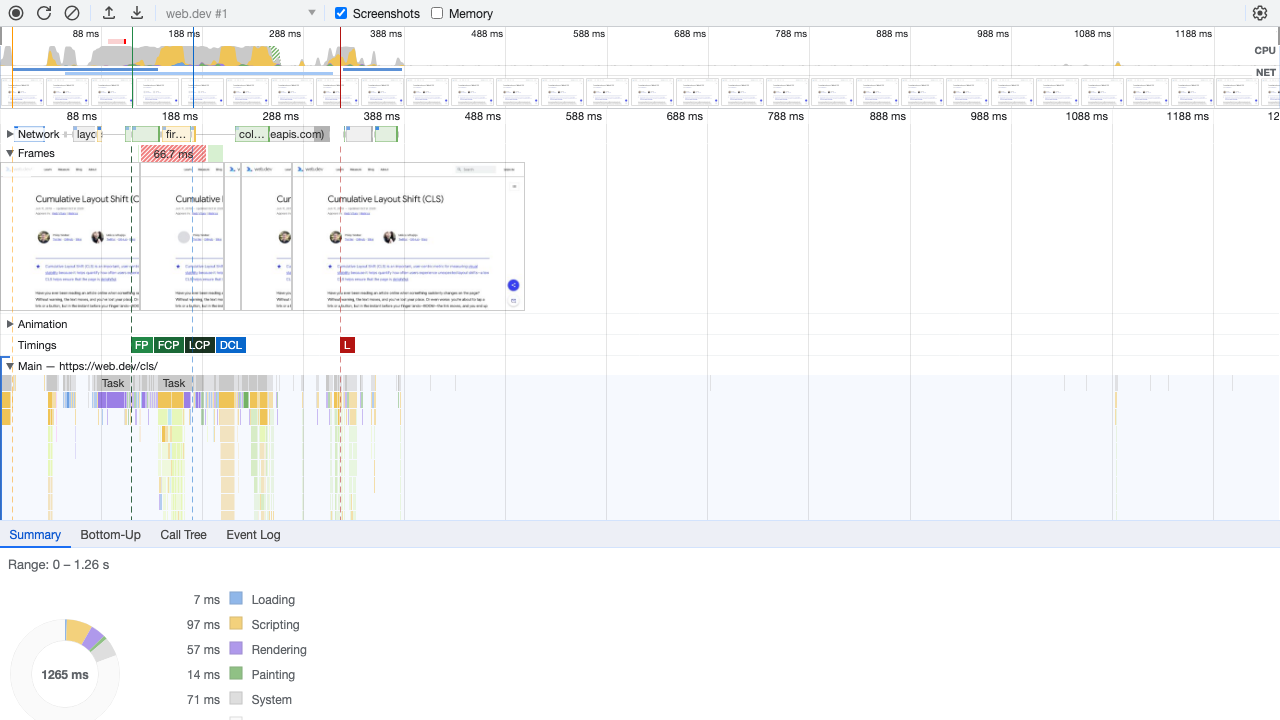 web.dev #1 Screenshots Memory
88 ms 188 ms 288 ms 388 ms 488 ms 588 ms 688 ms 788 ms 888 ms 988 ms 1088 ms 1188 ms
CPU
NET
88 ms 188 ms 288 ms 388 ms 488 ms 588 ms 688 ms 788 ms 888 ms 988 ms 1088 ms 12
Network layc fir... col... eapis.com)
Frames 66.7 ms
Cumulative Layout Shift (C Cumulative l Cur Cumulative Layout Shift (CLS)
Animation
Timings FP FCP LCP DCL L
Main — https://web.dev/cls/
Task Task
Summary Bottom-Up Call Tree Event Log
Range: 0 – 1.26 s
7 ms Loading
97 ms Scripting
57 ms Rendering
1265 ms
14 ms Painting
71 ms System